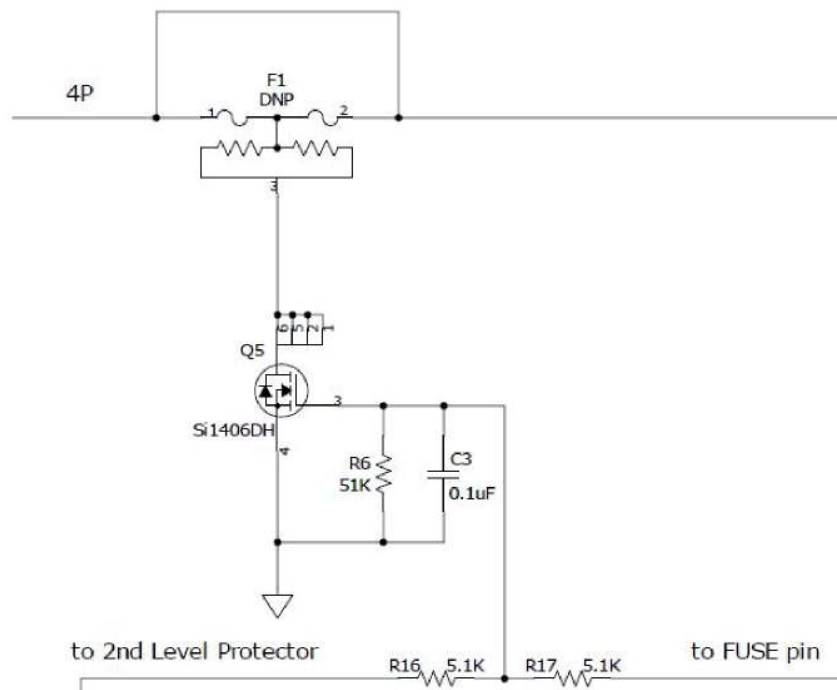 F1
4P
DNP
1
2
3
6
5
2
1
Q5
3
Si1406DH
4
R6
51K
C3
0.1uF
to 2nd Level Protector
R16 5.1K
R17 5.1K
to FUSE pin